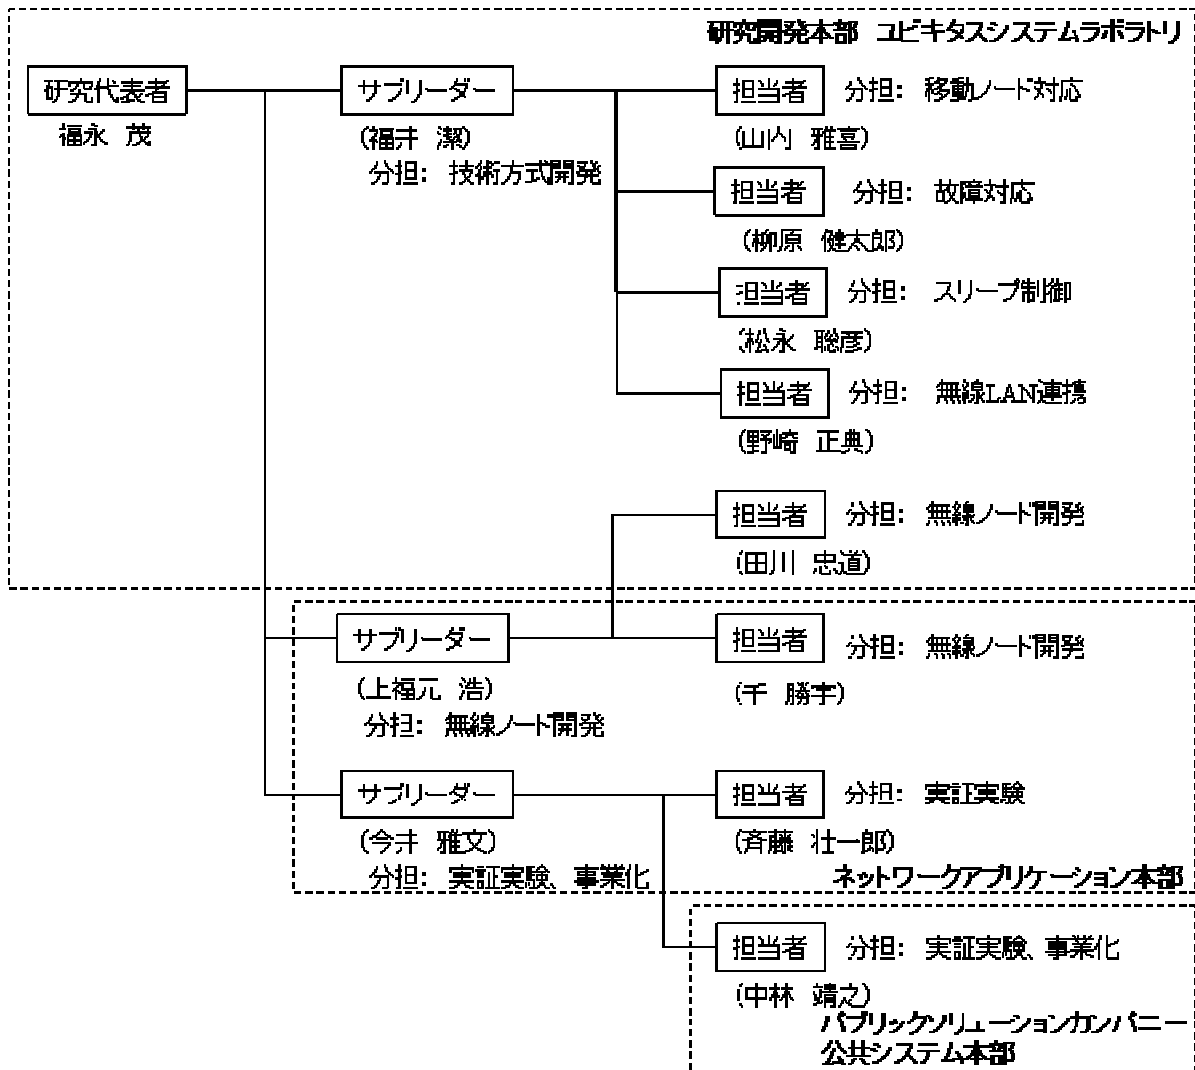 研究開発本部 ユビキタスシステムラボラトリ
研究代表者
福永 茂
サブリーダー
(福井 潔)
分担: 技術方式開発
担当者 分担: 移動ノード対応
(山内 雅喜)
担当者 分担: 故障対応
(柳原 健太郎)
担当者 分担: スリープ制御
(松永 聡彦)
担当者 分担: 無線LAN連携
(野崎 正典)
担当者 分担: 無線ノード開発
(田川 忠道)
サブリーダー
(上福元 浩)
分担: 無線ノード開発
担当者 分担: 無線ノード開発
(千 勝宇)
サブリーダー
(今井 雅文)
分担: 実証実験、事業化
担当者 分担: 実証実験
(斉藤 壮一郎)
ネットワークアプリケーション本部
担当者 分担: 実証実験、事業化
(中林 靖之)
パブリックソリューションカンパニー
公共システム本部